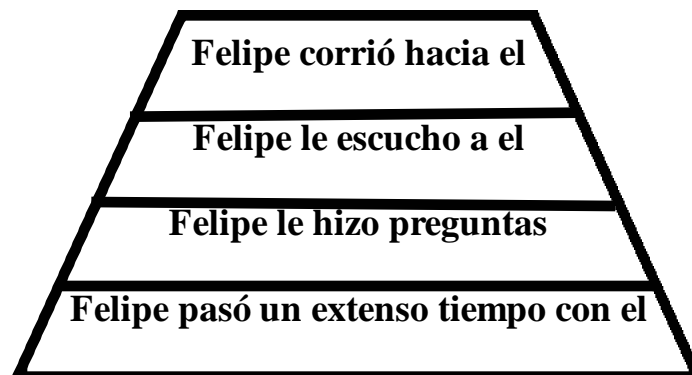 Felipe corrió hacia el
Felipe le escucho a el
Felipe le hizo preguntas
Felipe pasó un extenso tiempo con el